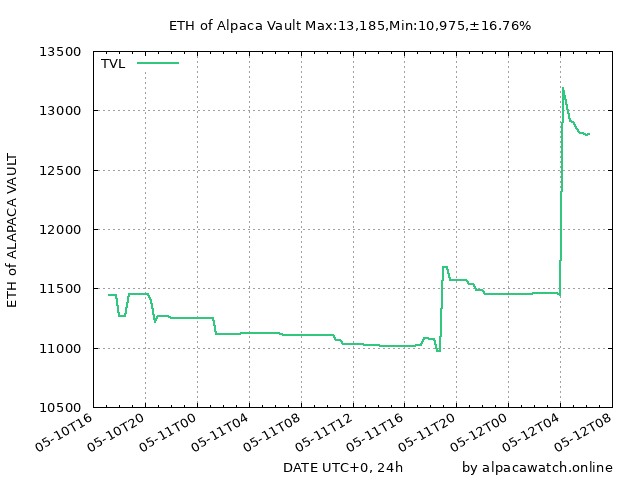 ETH of Alpaca Vault Max:13,185,Min:10,975,±16.76%
13500
TVL
13000
12500
12000
11500
11000
10500
ETH of ALAPACA VAULT
05-10T16
05-10T20
05-11T00
05-11T04
05-11T08
05-11T12
05-11T16
05-11T20
05-12T00
05-12T04
05-12T08
DATE UTC+0, 24h
by alpacawatch.online